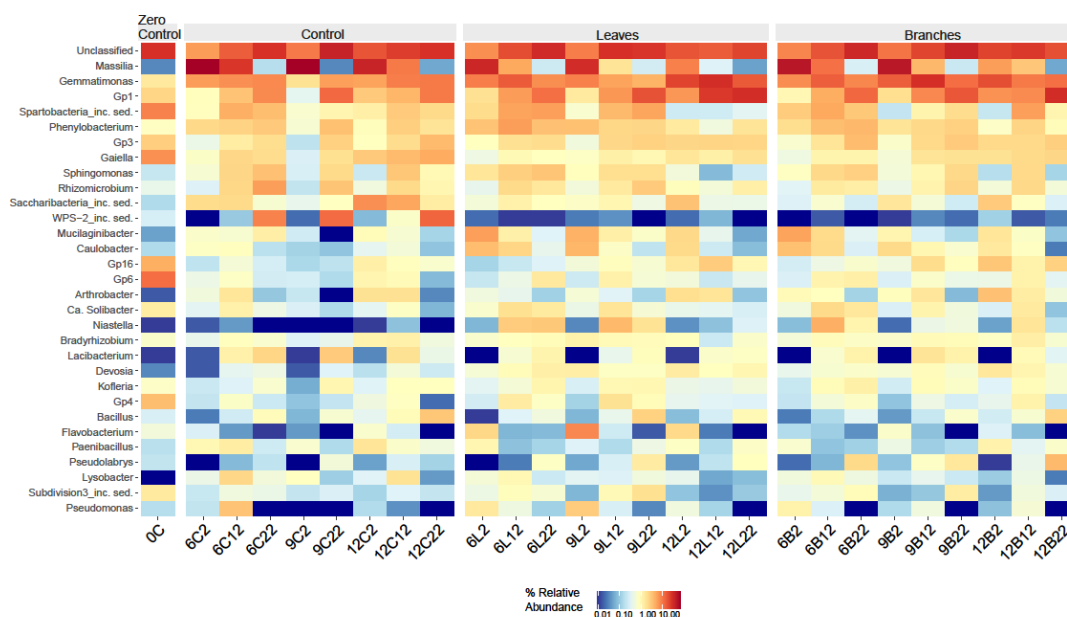 Zero
Control
Control
Leaves
Branches
Unclassified
Massilia
Gemmatimonas
Gp1
Spartobacteria_inc. sed.
Phenylobacterium
Gp3
Gaiella
Sphingomonas
Rhizomicrobium
Saccharibacteria_inc. sed.
WPS-2_inc. sed.
Mucilaginibacter
Caulobacter
Gp16
Gp6
Arthrobacter
Ca. Solibacter
Niastella
Bradyrhizobium
Lacibacterium
Devosia
Kofleria
Gp4
Bacillus
Flavobacterium
Paenibacillus
Pseudolabrys
Lysobacter
Subdivision3_inc. sed.
Pseudomonas
0C
6C2
6C12
6C22
9C2
9C22
12C2
12C12
12C22
6L2
6L12
6L22
9L2
9L12
9L22
12L2
12L12
12L22
6B2
6B12
6B22
9B2
9B12
9B22
12B2
12B12
12B22
% Relative
Abundance
0.01 0.10 1.00 10.00